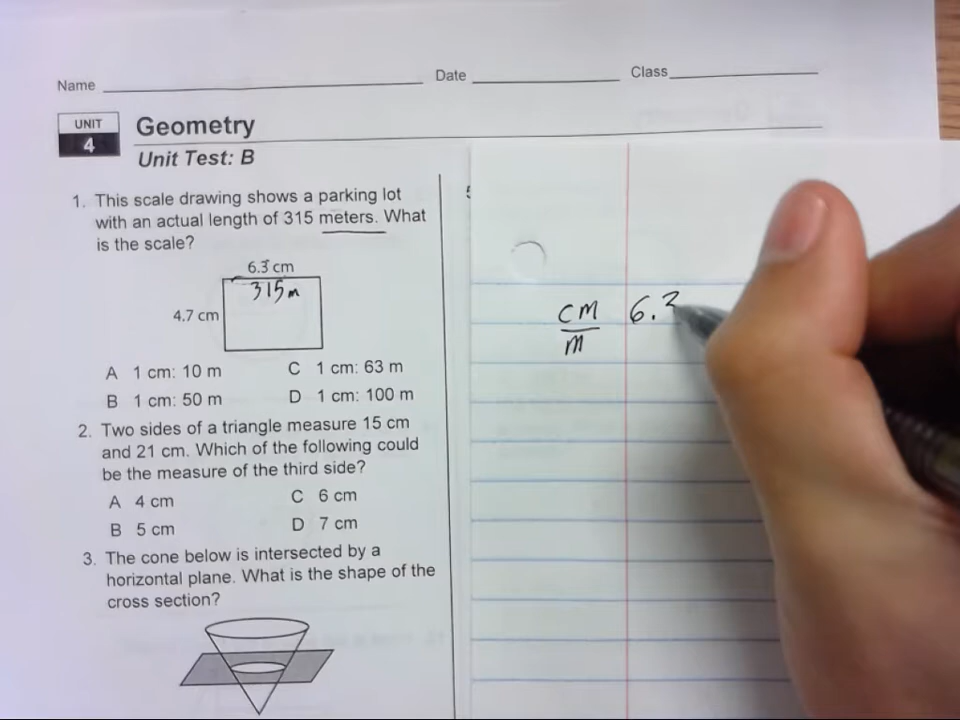 Name Date Class
UNIT 4 Geometry
Unit Test: B
1. This scale drawing shows a parking lot
with an actual length of 315 meters. What
is the scale?
6.3 cm
315m
4.7 cm
A 1 cm: 10 m C 1 cm: 63 m
B 1 cm: 50 m D 1 cm: 100 m
2. Two sides of a triangle measure 15 cm
and 21 cm. Which of the following could
be the measure of the third side?
A 4 cm C 6 cm
B 5 cm D 7 cm
3. The cone below is intersected by a
horizontal plane. What is the shape of the
cross section?
cm 6.3
m